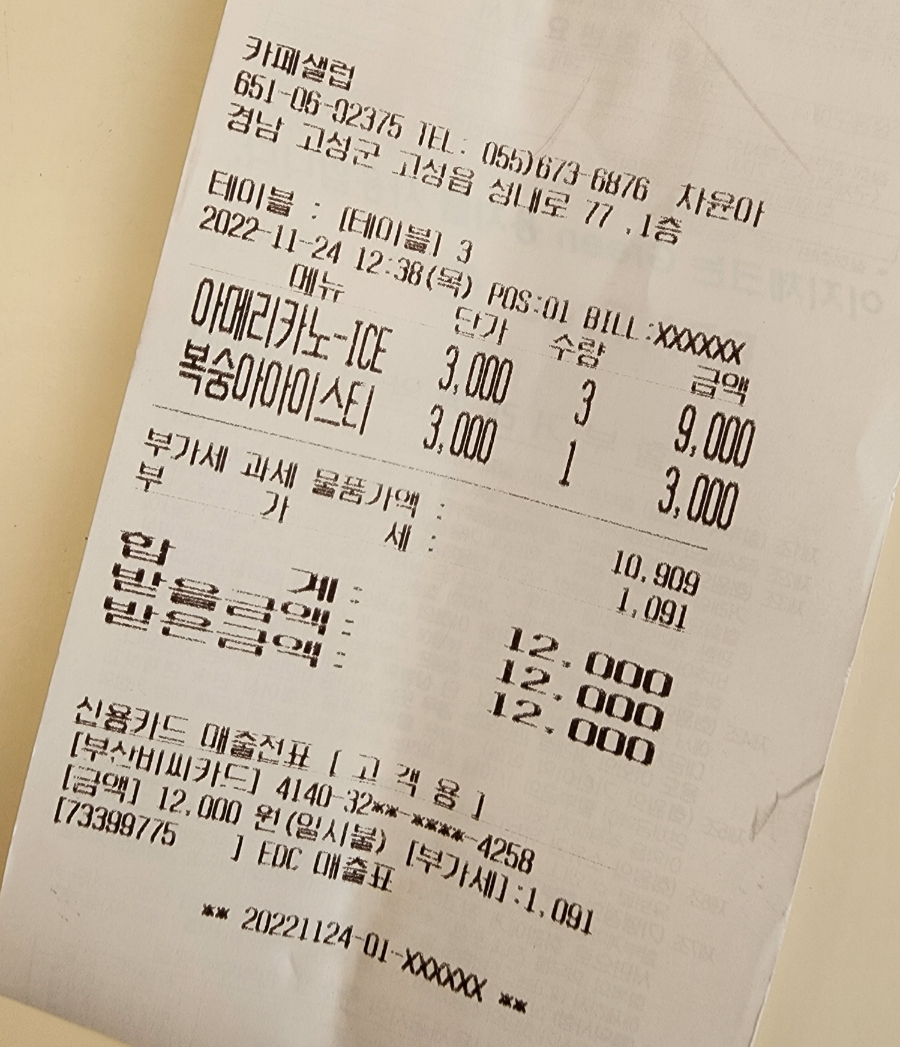 카페샐럽
651-06-02375 TEL: 055)673-6876 차윤아
경남 고성군 고성읍 성내로 77 ,1층
테이블 : [테이블] 3
2022-11-24 12:38(목) POS:01 BILL:XXXXXX
메뉴 단가 수량 금액
아메리카노-ICE 3,000 3 9,000
복숭아아이스티 3,000 1 3,000
부가세 과세 물품가액 : 10,909
부 가 세 : 1,091
합 계 : 12,000
받을금액 : 12,000
받은금액 : 12,000
신용카드 매출전표 [ 고 객 용 ]
[부산비씨카드] 4140-32**-****-4258
[금액] 12,000 원(일시불) [부가세]:1,091
[73399775 ] EDC 매출표
** 20221124-01-XXXXXX **